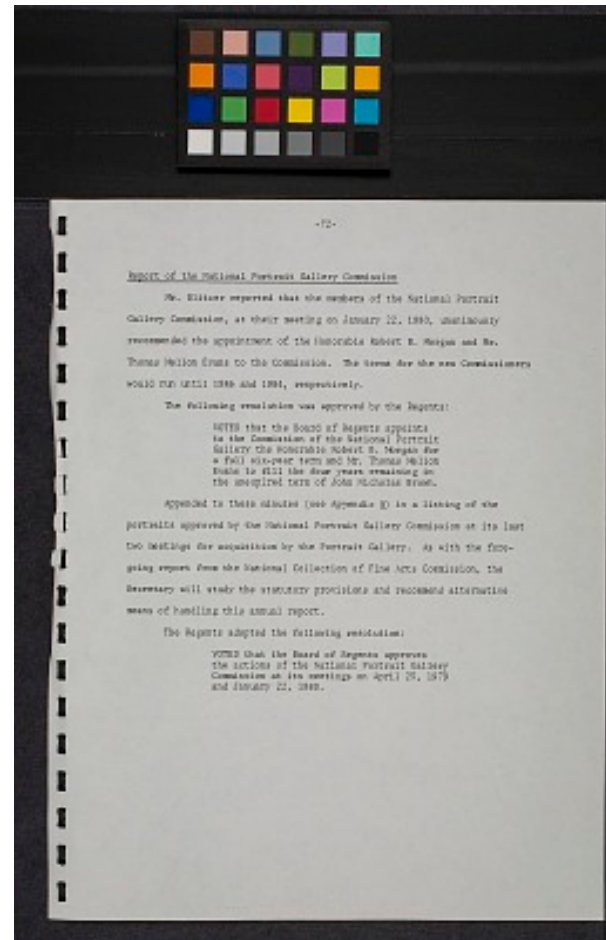 -72-
Report of the National Portrait Gallery Commission
Mr. Blitzer reported that the members of the National Portrait
Gallery Commission, at their meeting on January 22, 1980, unanimously
recommended the appointment of the Honorable Robert B. Morgan and Mr.
Thomas Mellon Evans to the Commission. The terms for the new Commissioners
would run until 1986 and 1984, respectively.
The following resolution was approved by the Regents:
VOTED that the Board of Regents appoints
to the Commission of the National Portrait
Gallery the Honorable Robert B. Morgan for
a full six-year term and Mr. Thomas Mellon
Evans to fill the four years remaining in
the unexpired term of John Nicholas Brown.
Appended to these minutes (see Appendix) is a listing of the
portraits approved by the National Portrait Gallery Commission at its last
two meetings for acquisition by the Portrait Gallery. As with the fore-
going report from the National Collection of Fine Arts Commission, the
Secretary will study the statutory provisions and recommend alternative
means of handling this annual report.
The Regents adopted the following resolution:
VOTED that the Board of Regents approves
the actions of the National Portrait Gallery
Commission at its meetings on April 25, 1979
and January 22, 1980.